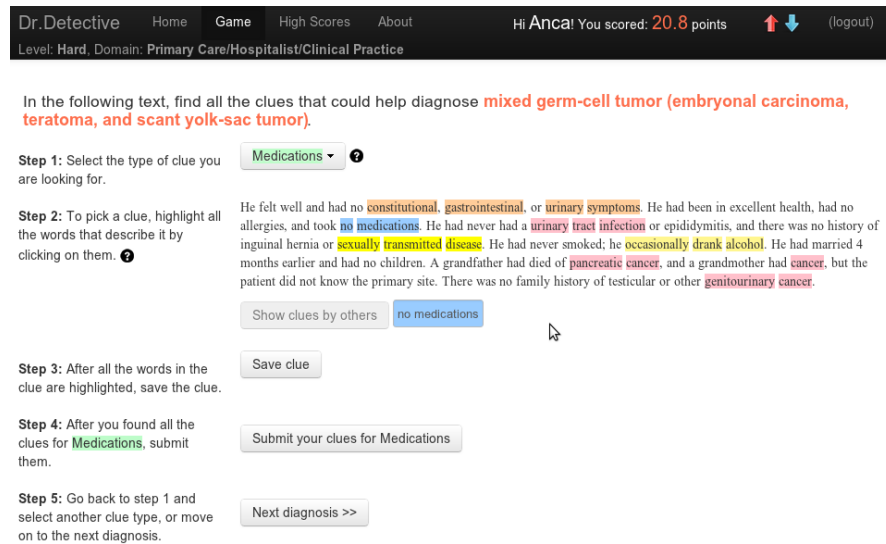 Dr.Detective Home Game High Scores About Hi Anca! You scored: 20.8 points (logout)
Level: Hard, Domain: Primary Care/Hospitalist/Clinical Practice
In the following text, find all the clues that could help diagnose mixed germ-cell tumor (embryonal carcinoma,
teratoma, and scant yolk-sac tumor).
Step 1: Select the type of clue you
are looking for.
Medications
Step 2: To pick a clue, highlight all
the words that describe it by
clicking on them.
He felt well and had no constitutional, gastrointestinal, or urinary symptoms. He had been in excellent health, had no
allergies, and took no medications. He had never had a urinary tract infection or epididymitis, and there was no history of
inguinal hernia or sexually transmitted disease. He had never smoked; he occasionally drank alcohol. He had married 4
months earlier and had no children. A grandfather had died of pancreatic cancer, and a grandmother had cancer, but the
patient did not know the primary site. There was no family history of testicular or other genitourinary cancer.
Show clues by others no medications
Step 3: After all the words in the
clue are highlighted, save the clue.
Save clue
Step 4: After you found all the
clues for Medications, submit
them.
Submit your clues for Medications
Step 5: Go back to step 1 and
select another clue type, or move
on to the next diagnosis.
Next diagnosis >>